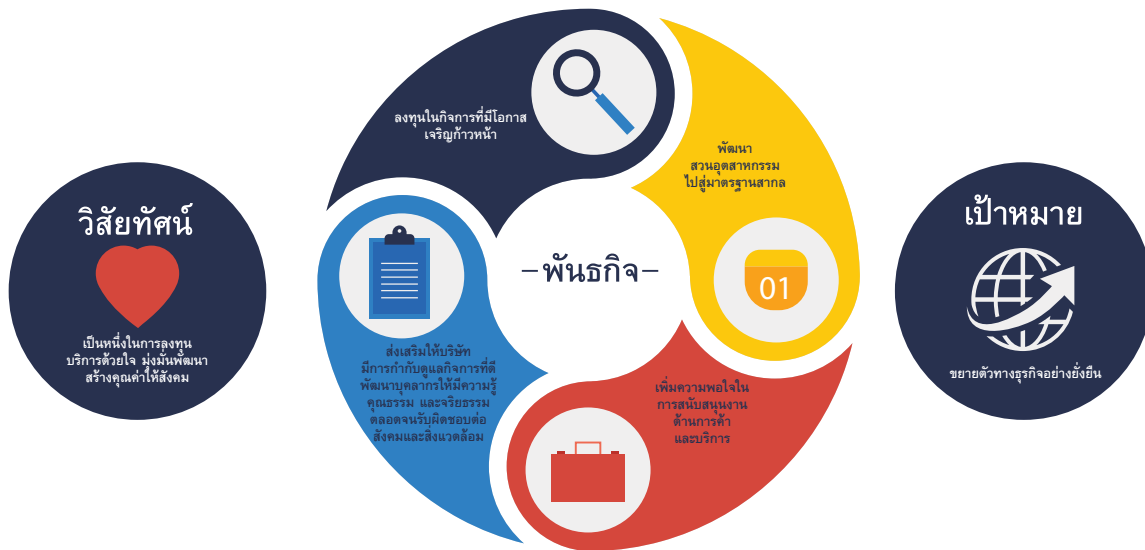 วิสัยทัศน์
เป็นหนึ่งในการลงทุน
บริการด้วยใจ มุ่งมั่นพัฒนา
สร้างคุณค่าให้สังคม
ลงทุนในกิจการที่มีโอกาส
เจริญก้าวหน้า
พัฒนา
สวนอุตสาหกรรม
ไปสู่มาตรฐานสากล
01
-พันธกิจ-
ส่งเสริมให้บริษัท
มีการกำกับดูแลกิจการที่ดี
พัฒนาบุคลากรให้มีความรู้
คุณธรรม และจริยธรรม
ตลอดจนรับผิดชอบต่อ
สังคมและสิ่งแวดล้อม
เพิ่มความพอใจใน
การสนับสนุนงาน
ด้านการค้า
และบริการ
เป้าหมาย
ขยายตัวทางธุรกิจอย่างยั่งยืน